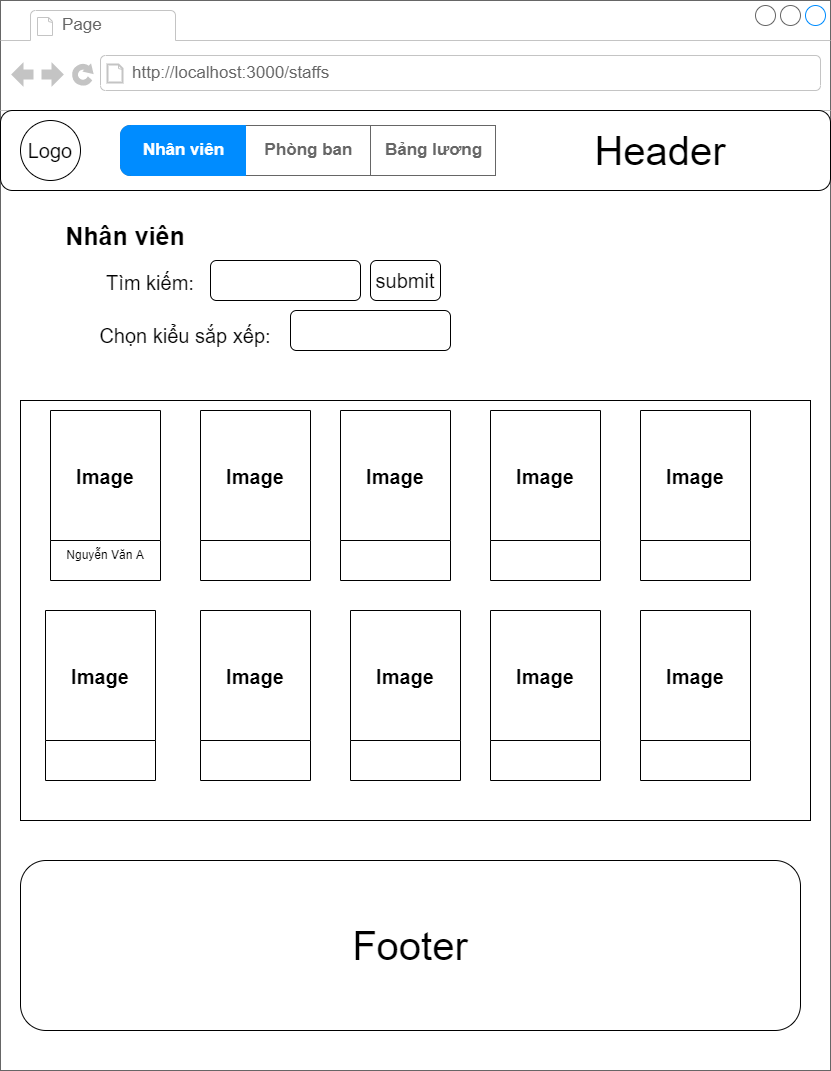 Page
http://localhost:3000/staffs
Logo
Nhân viên
Phòng ban
Bảng lương
Header
Nhân viên
Tìm kiếm:
submit
Chọn kiểu sắp xếp:
Image
Image
Image
Image
Image
Nguyễn Văn A
Image
Image
Image
Image
Image
Footer